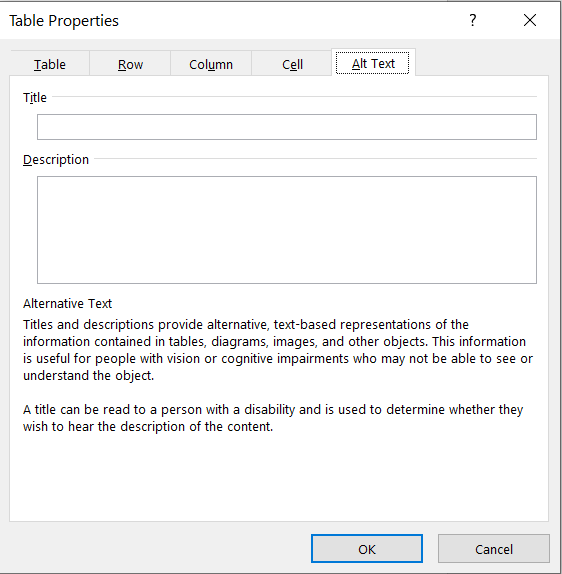 Table Properties ?
Table Row Column Cell Alt Text
Title
Description
Alternative Text
Titles and descriptions provide alternative, text-based representations of the
information contained in tables, diagrams, images, and other objects. This information
is useful for people with vision or cognitive impairments who may not be able to see or
understand the object.
A title can be read to a person with a disability and is used to determine whether they
wish to hear the description of the content.
OK Cancel